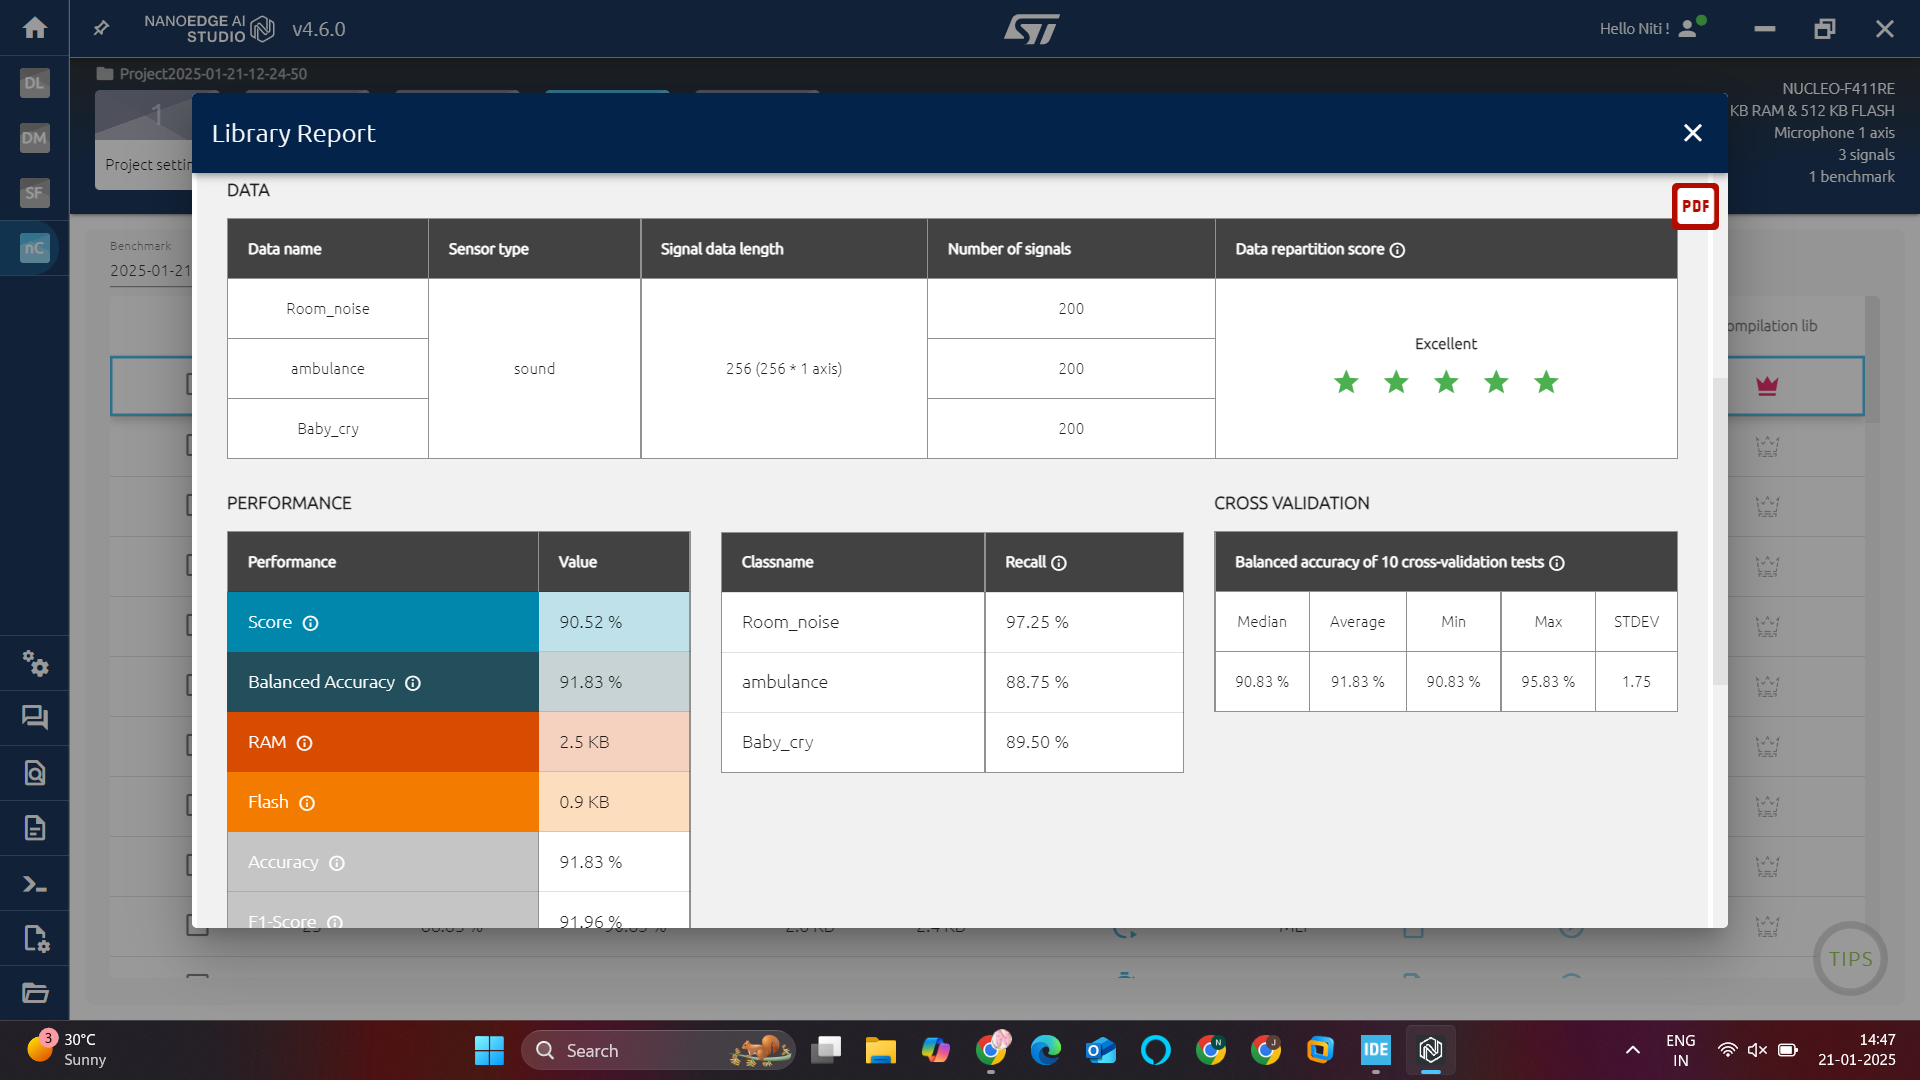 NANOEDGE AI
STUDIO
v4.6.0
Hello Niti !
Project2025-01-21-12-24-50
DL
DM
SF
nC
1
Project settin
NUCLEO-F411RE
KB RAM & 512 KB FLASH
Microphone 1 axis
3 signals
1 benchmark
Benchmark
2025-01-21
ompilation lib
Library Report
PDF
DATA
Data name Sensor type Signal data length Number of signals Data repartition score
Room_noise 200
Excellent
ambulance sound 256 (256 * 1 axis) 200
Baby_cry 200
PERFORMANCE
Performance Value
Score 90.52 %
Balanced Accuracy 91.83 %
RAM 2.5 KB
Flash 0.9 KB
Accuracy 91.83 %
F1-Score 91.96 %
Classname Recall
Room_noise 97.25 %
ambulance 88.75 %
Baby_cry 89.50 %
CROSS VALIDATION
Balanced accuracy of 10 cross-validation tests
Median Average Min Max STDEV
90.83 % 91.83 % 90.83 % 95.83 % 1.75
TIPS
3
30°C
Sunny
Search
IDE
ENG
IN
14:47
21-01-2025